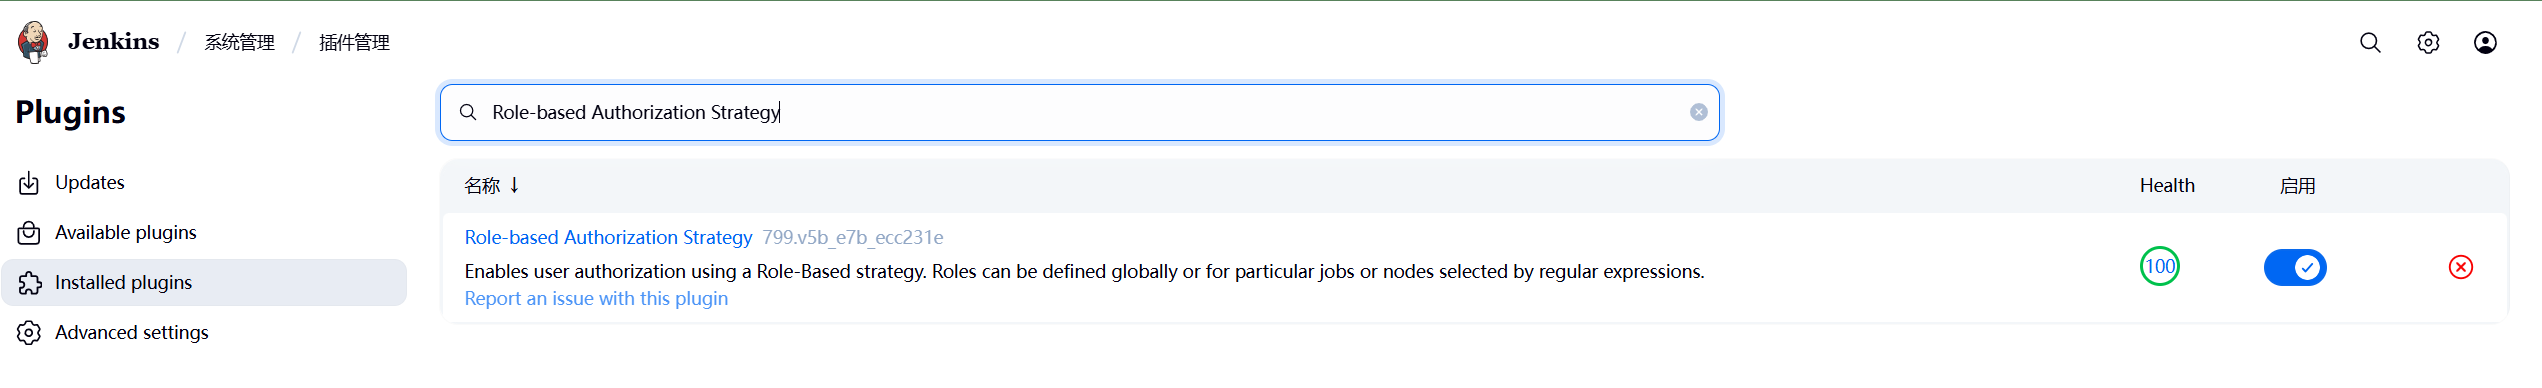 Jenkins / 系统管理 / 插件管理
Plugins
Role-based Authorization Strategy
Updates
Available plugins
Installed plugins
Advanced settings
名称 ↓ Health 启用
Role-based Authorization Strategy 799.v5b_e7b_ecc231e
Enables user authorization using a Role-Based strategy. Roles can be defined globally or for particular jobs or nodes selected by regular expressions.
Report an issue with this plugin
100